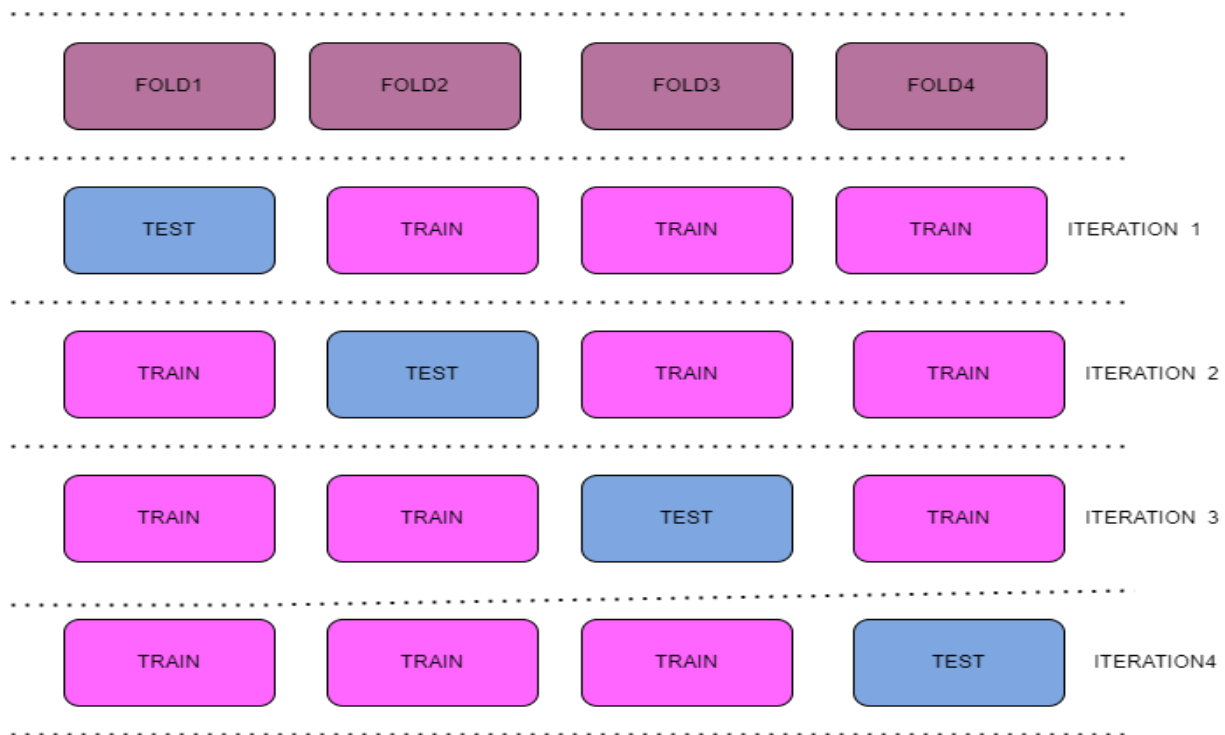 FOLD1 FOLD2 FOLD3 FOLD4
TEST TRAIN TRAIN TRAIN ITERATION 1
TRAIN TEST TRAIN TRAIN ITERATION 2
TRAIN TRAIN TEST TRAIN ITERATION 3
TRAIN TRAIN TRAIN TEST ITERATION4